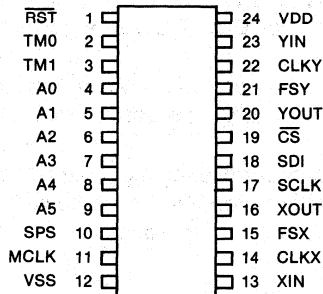 RST 1 24 VDD
TM0 2 23 YIN
TM1 3 22 CLKY
A0 4 21 FSY
A1 5 20 YOUT
A2 6 19 CS
A3 7 18 SDI
A4 8 17 SCLK
A5 9 16 XOUT
SPS 10 15 FSX
MCLK 11 14 CLKX
VSS 12 13 XIN